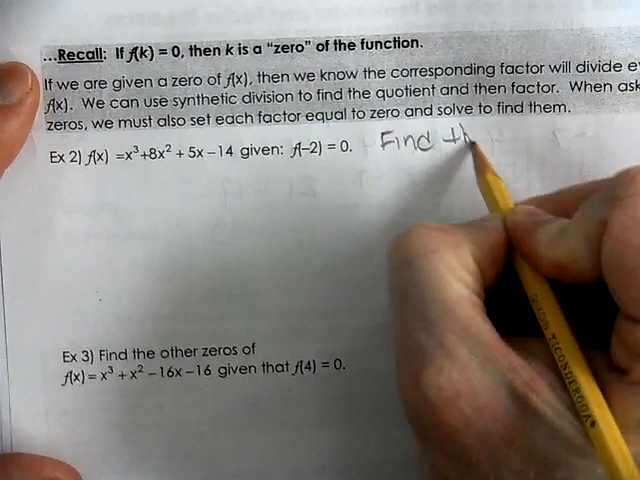 ...Recall: If f(k) = 0, then k is a “zero” of the function.
If we are given a zero of f(x), then we know the corresponding factor will divide
f(x). We can use synthetic division to find the quotient and then factor. When ask
zeros, we must also set each factor equal to zero and solve to find them.
Ex 2) f(x) =x³+8x² + 5x – 14 given: f(–2) = 0. Find th
Ex 3) Find the other zeros of
f(x) = x³ + x² – 16x – 16 given that f(4) = 0.
TICONDEROGA